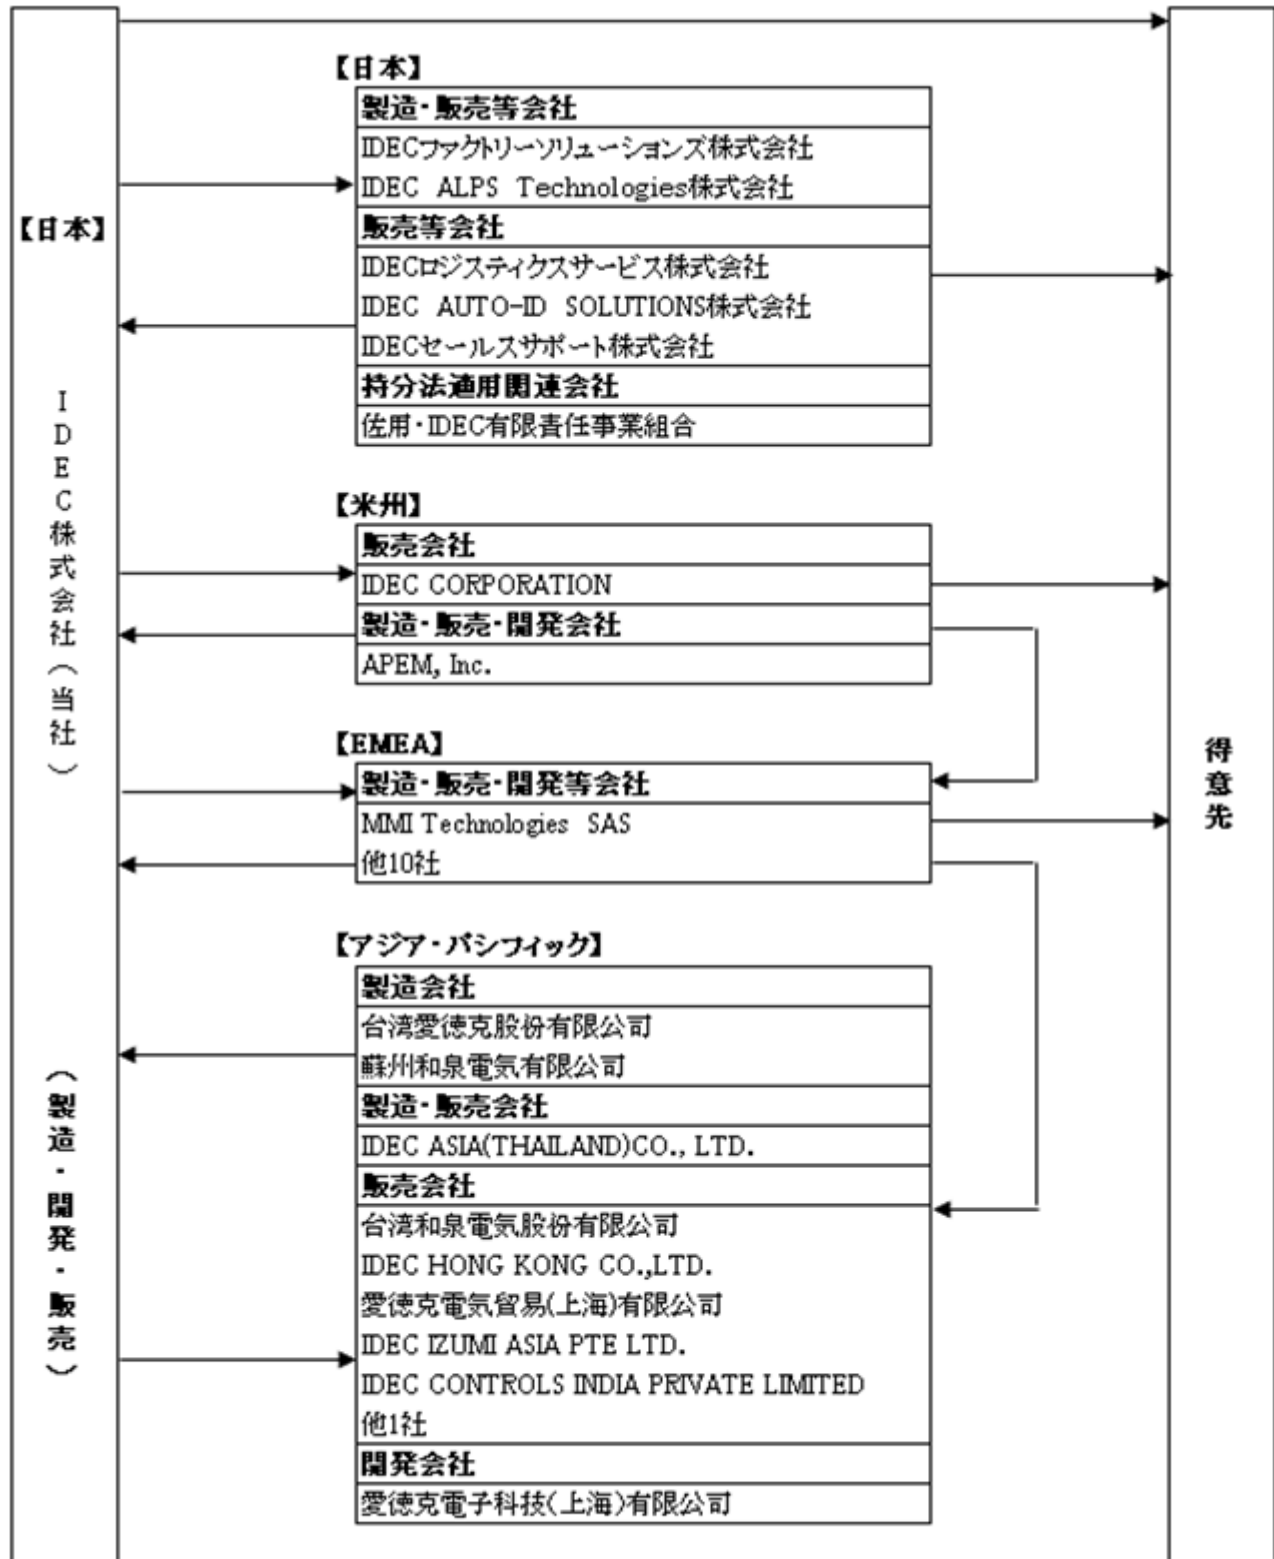 【日本】
IDEC株式会社(当社)
(製造・開発・販売)
【日本】
製造・販売等会社
IDECファクトリーソリューションズ株式会社
IDEC ALPS Technologies株式会社
販売等会社
IDECロジスティクスサービス株式会社
IDEC AUTO-ID SOLUTIONS株式会社
IDECセールスサポート株式会社
持分法適用関連会社
佐用・IDEC有限責任事業組合
【米州】
販売会社
IDEC CORPORATION
製造・販売・開発会社
APEM, Inc.
【EMEA】
製造・販売・開発等会社
MMI Technologies SAS
他10社
【アジア・パシフィック】
製造会社
台湾愛徳克股份有限公司
蘇州和泉電気有限公司
製造・販売会社
IDEC ASIA(THAILAND)CO., LTD.
販売会社
台湾和泉電気股份有限公司
IDEC HONG KONG CO.,LTD.
愛徳克電気貿易(上海)有限公司
IDEC IZUMI ASIA PTE LTD.
IDEC CONTROLS INDIA PRIVATE LIMITED
他1社
開発会社
愛徳克電子科技(上海)有限公司
得意先